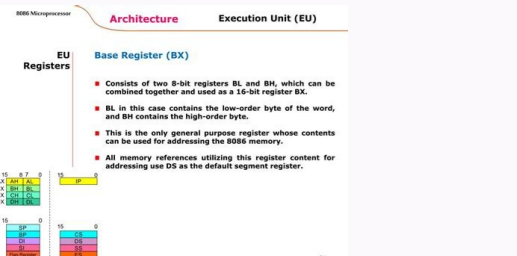 8086 Microprocessor
Architecture
Execution Unit (EU)
EU
Registers
Base Register (BX)
Consists of two 8-bit registers BL and BH, which can be
combined together and used as a 16-bit register BX.
BL in this case contains the low-order byte of the word,
and BH contains the high-order byte.
This is the only general purpose register whose contents
can be used for addressing the 8086 memory.
All memory references utilizing this register content for
addressing use DS as the default segment register.
15 8 7 0
X AH AL
X BH BL
X CH CL
X DH DL
15 0
IP
15 0
SP
BP
DI
SI
15 0
CS
DS
SS
ES